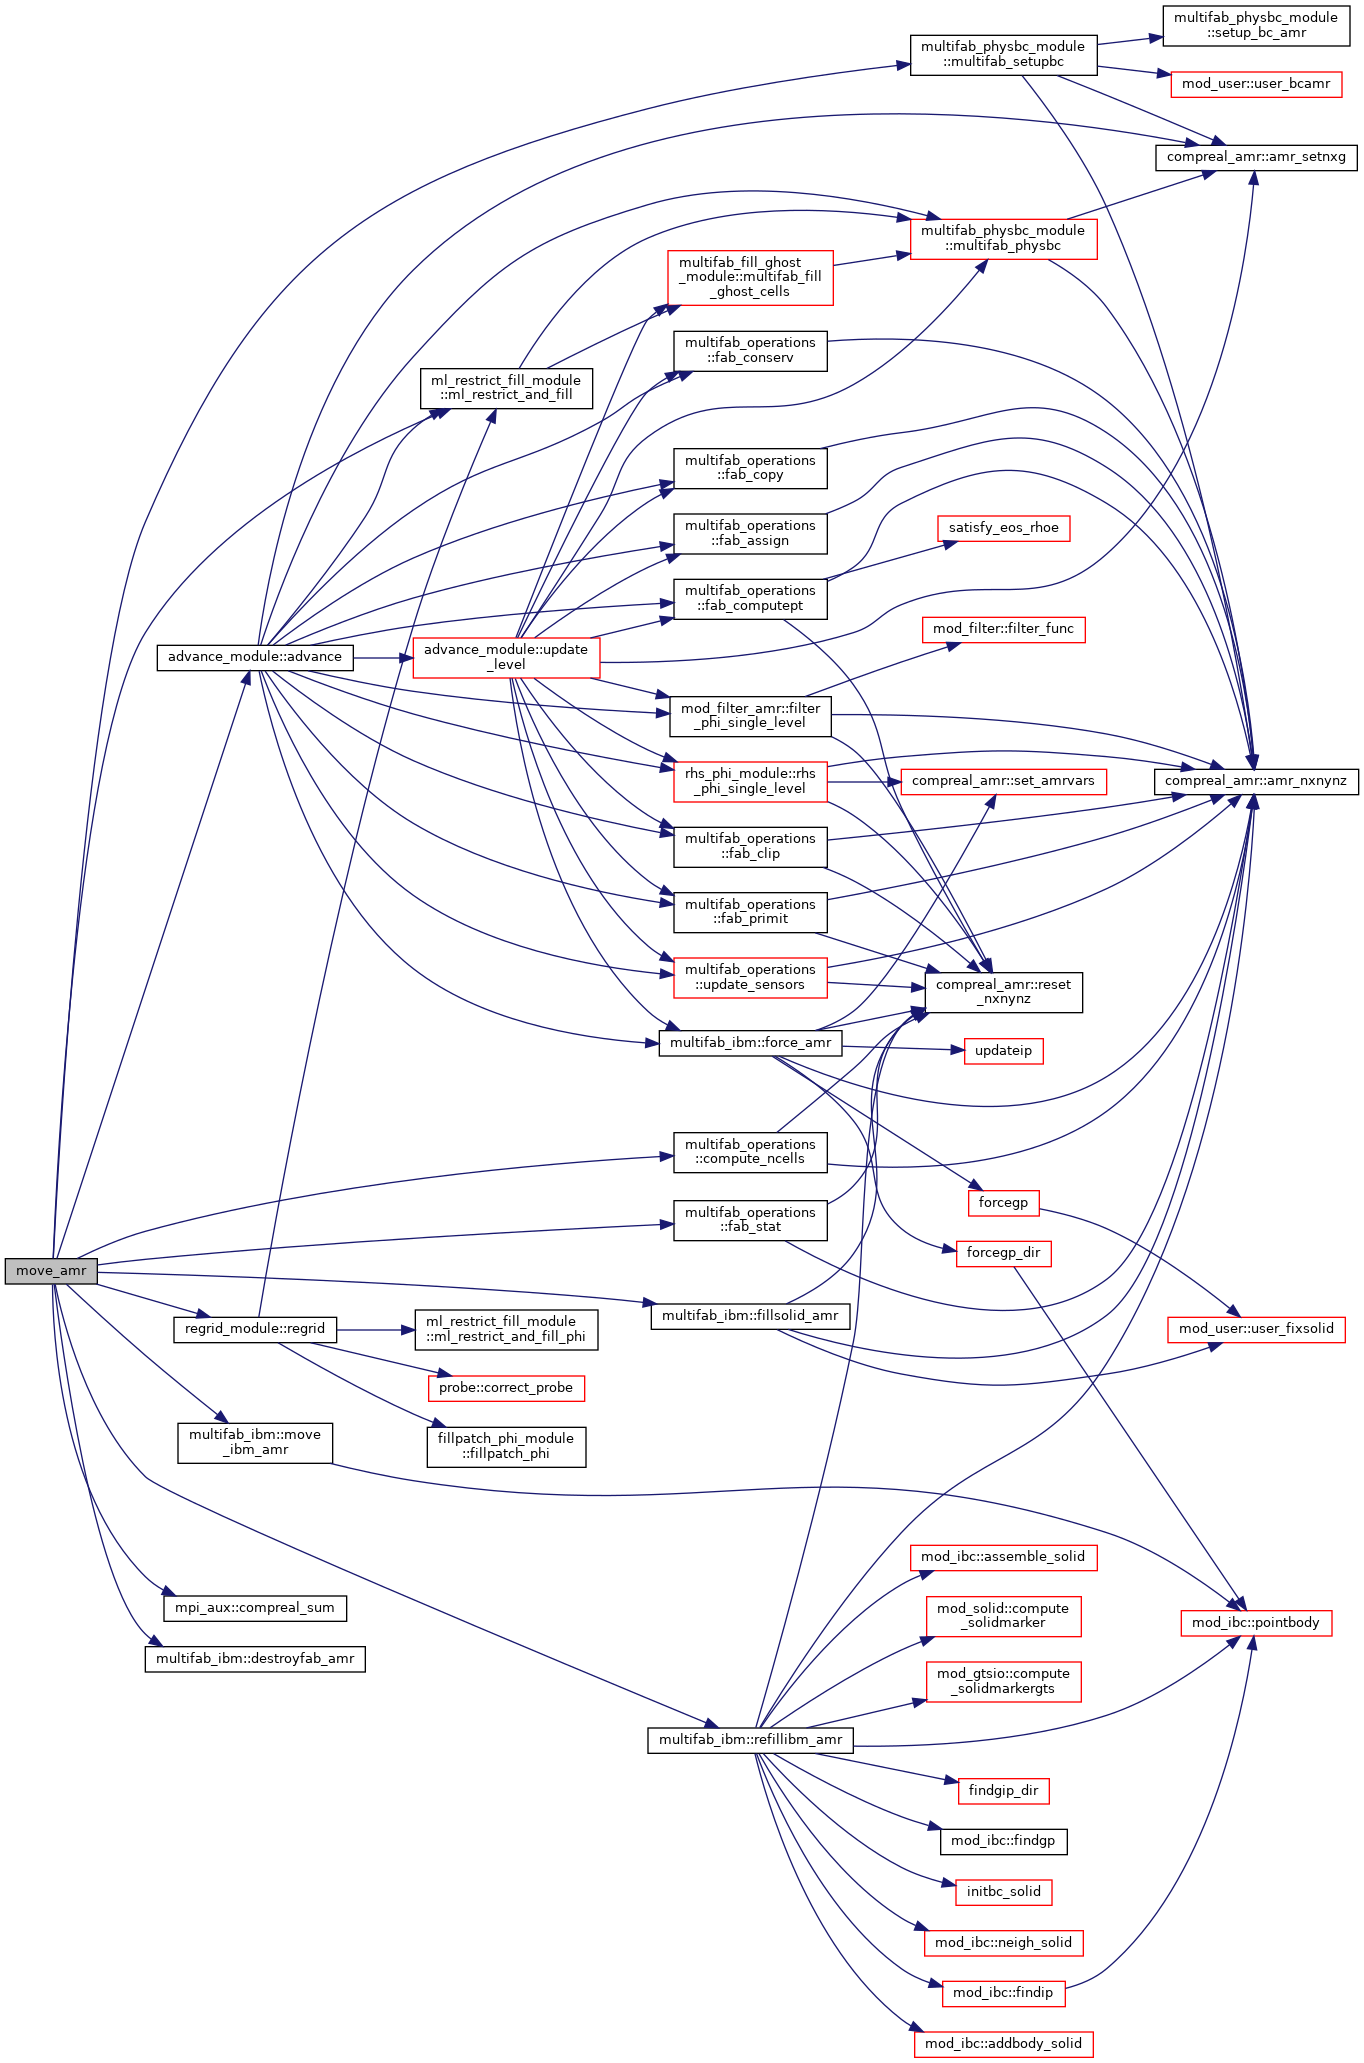 multifab_physbc_module
::setup_bc_amr
multifab_physbc_module
::multifab_setupbc
mod_user::user_bcamr
compreal_amr::amr_setnxg
multifab_physbc_module
::multifab_physbc
multifab_fill_ghost
_module::multifab_fill
_ghost_cells
multifab_operations
::fab_conserv
ml_restrict_fill_module
::ml_restrict_and_fill
multifab_operations
::fab_copy
multifab_operations
::fab_assign
satisfy_eos_rhoe
multifab_operations
::fab_computept
mod_filter::filter_func
advance_module::advance
advance_module::update
_level
mod_filter_amr::filter
_phi_single_level
rhs_phi_module::rhs
_phi_single_level
compreal_amr::set_amrvars
compreal_amr::amr_nxnynz
multifab_operations
::fab_clip
multifab_operations
::fab_primit
multifab_operations
::update_sensors
compreal_amr::reset
_nxnynz
multifab_ibm::force_amr
updateip
multifab_operations
::compute_ncells
forcegp
multifab_operations
::fab_stat
forcegp_dir
move_amr
multifab_ibm::fillsolid_amr
regrid_module::regrid
ml_restrict_fill_module
::ml_restrict_and_fill_phi
mod_user::user_fixsolid
probe::correct_probe
multifab_ibm::move
_ibm_amr
fillpatch_phi_module
::fillpatch_phi
mod_ibc::assemble_solid
mpi_aux::compreal_sum
mod_solid::compute
_solidmarker
mod_ibc::pointbody
multifab_ibm::destroyfab_amr
mod_gtsio::compute
_solidmarkergts
multifab_ibm::refillibm_amr
findgip_dir
mod_ibc::findgp
initbc_solid
mod_ibc::neigh_solid
mod_ibc::findip
mod_ibc::addbody_solid